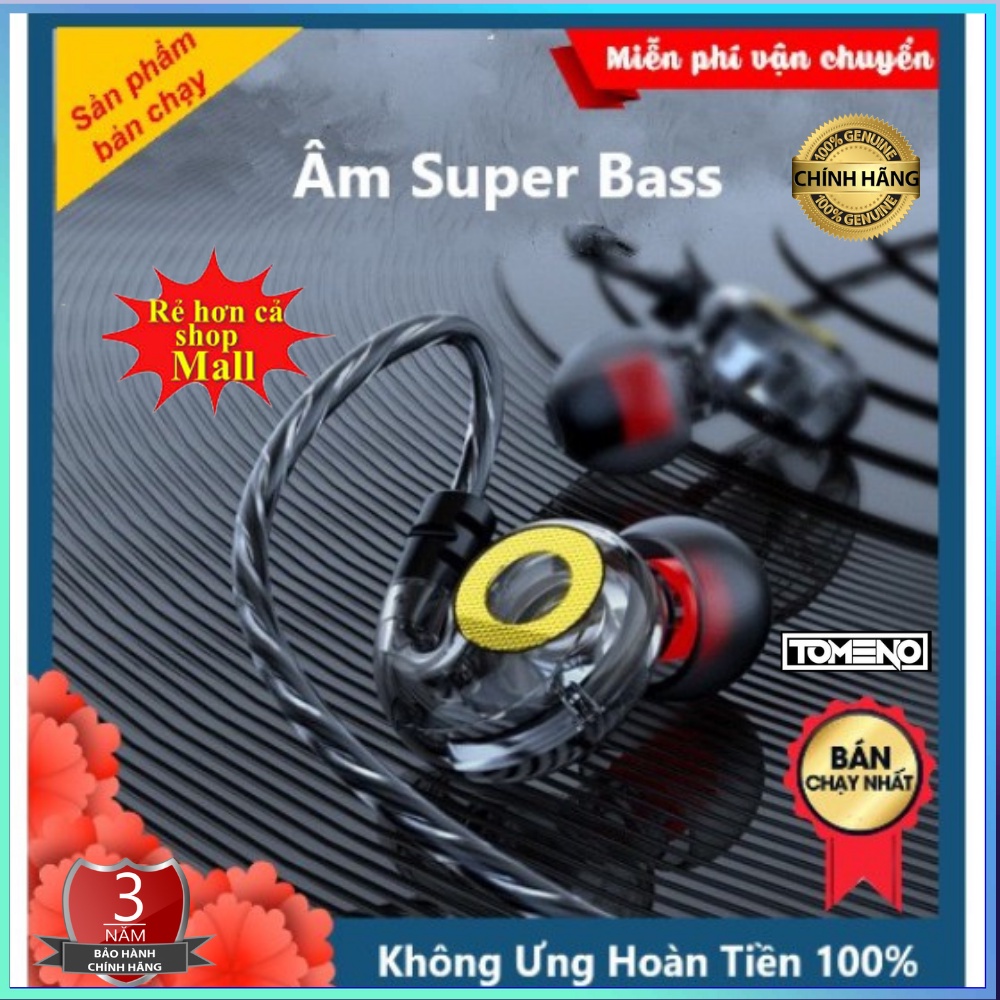 Sản phẩm
bán chạy
Miễn phí vận chuyển
Âm Super Bass
100% GENUINE
CHÍNH HÃNG
100% GENUINE
Rẻ hơn cả
shop
Mall
TOMENO
BÁN
CHẠY NHẤT
3
NĂM
BẢO HÀNH
CHÍNH HÃNG
Không Ưng Hoàn Tiền 100%